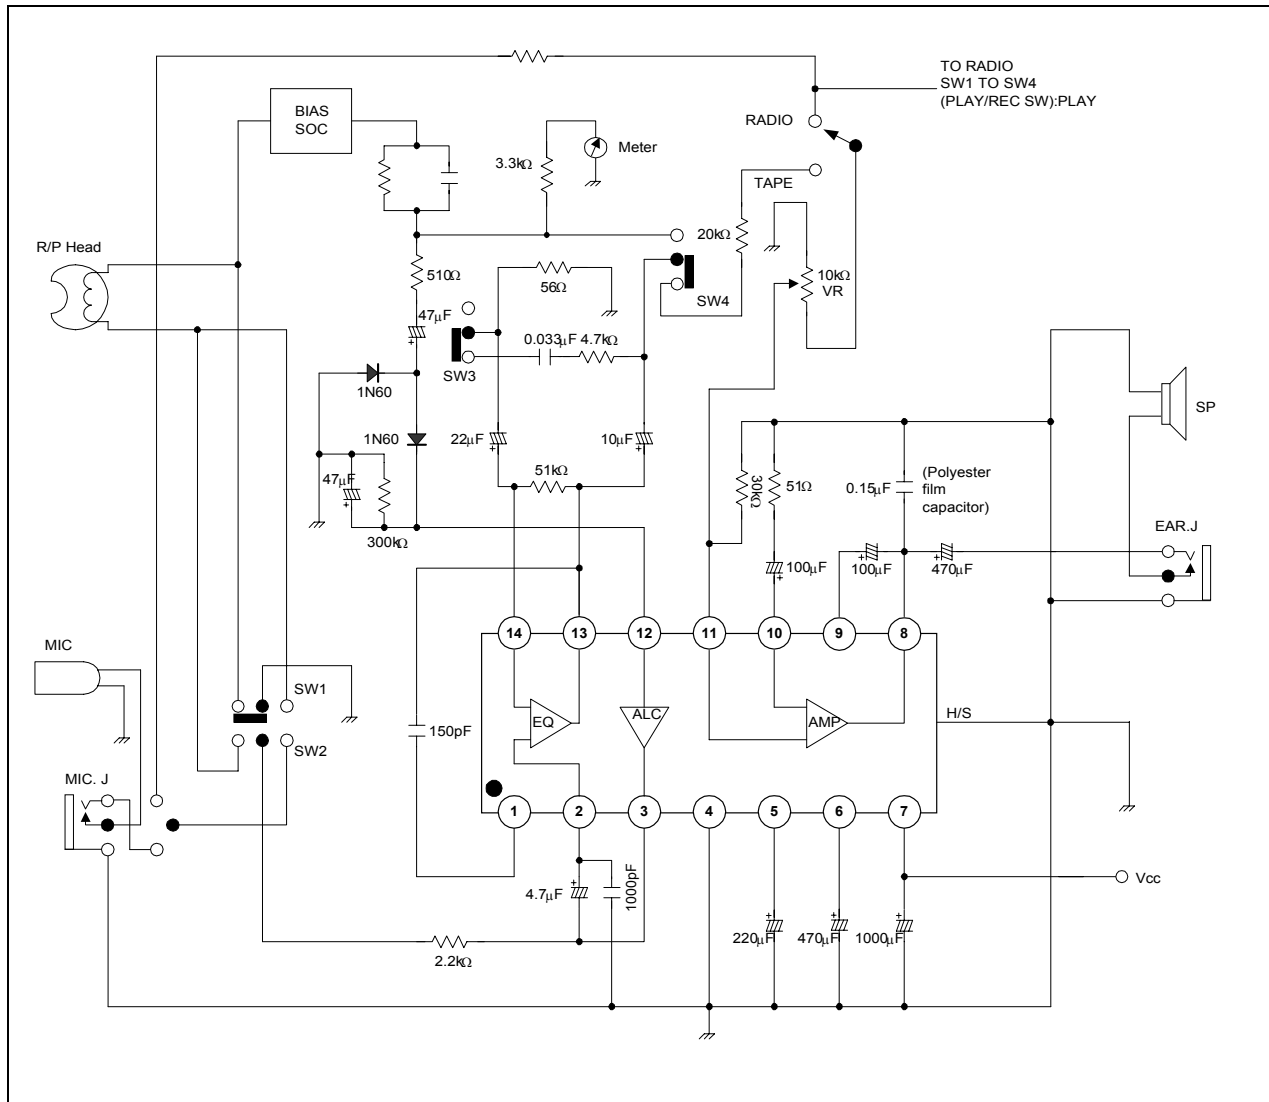 TO RADIO
SW1 TO SW4
(PLAY/REC SW):PLAY
BIAS
SOC
RADIO
Meter
3.3kΩ
TAPE
R/P Head
20kΩ
510Ω
56Ω
10kΩ
VR
SW4
47μF
0.033μF
4.7kΩ
SW3
1N60
SP
1N60
22μF
10μF
51kΩ
47μF
30kΩ
51Ω
0.15μF
(Polyester
film
capacitor)
300kΩ
EAR.J
100μF
100μF
470μF
14
13
12
11
10
9
8
MIC
SW1
EQ
ALC
AMP
H/S
150pF
SW2
MIC. J
1
2
3
4
5
6
7
Vcc
4.7μF
1000pF
220μF
470μF
1000μF
2.2kΩ